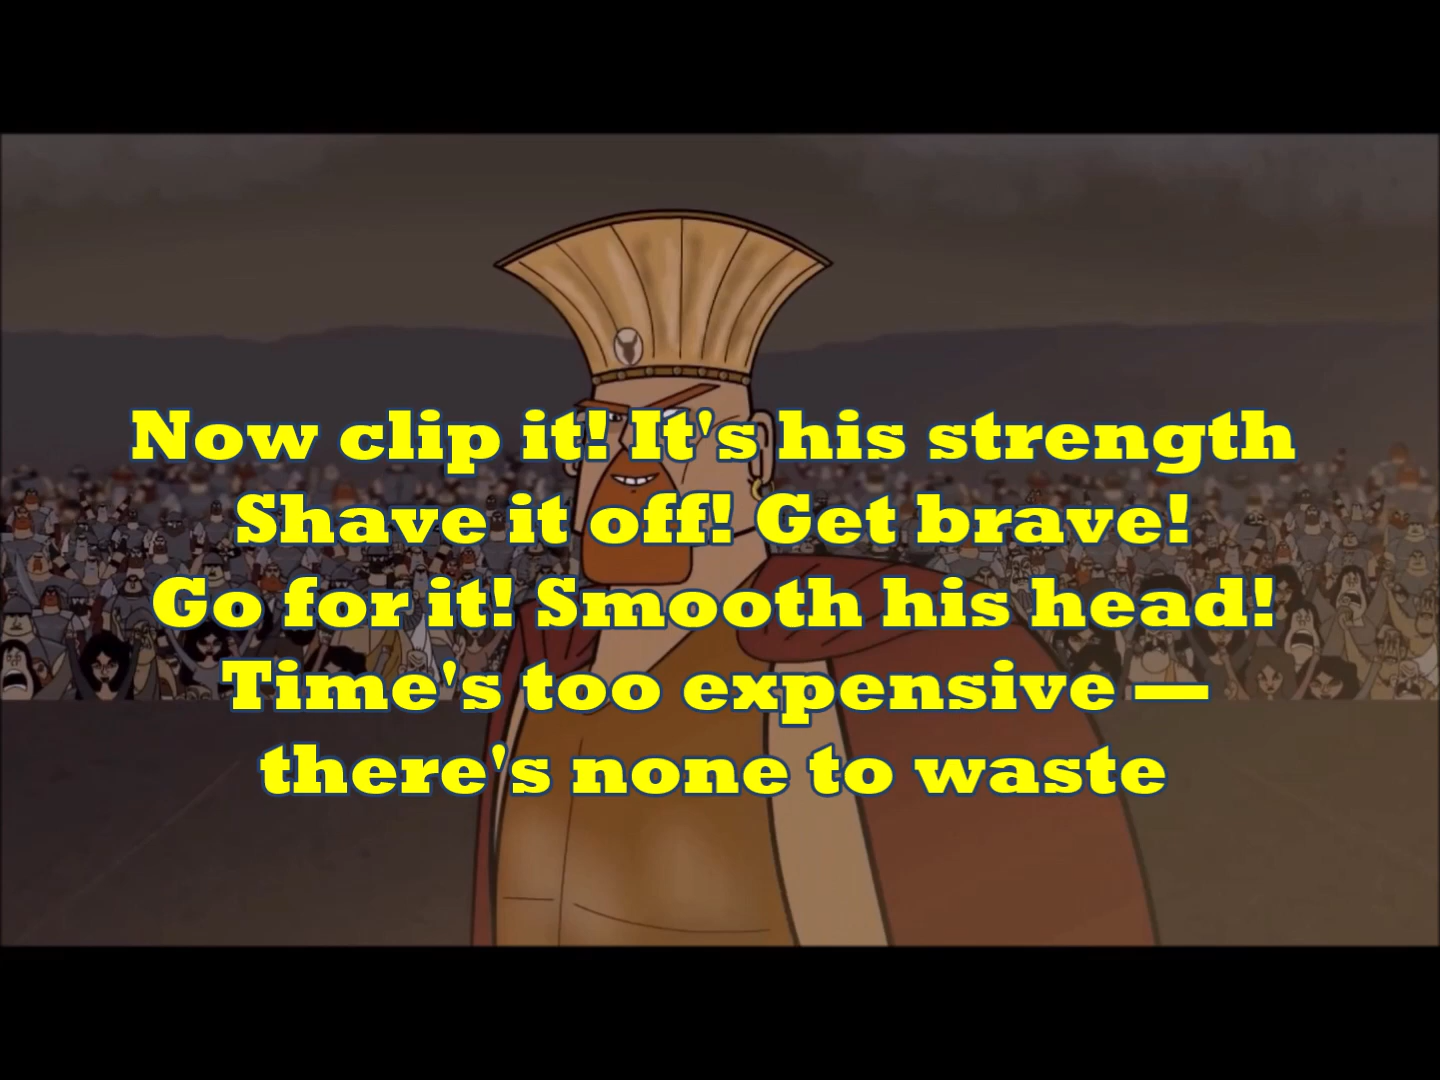 Now clip it! It's his strength
Shave it off! Get brave!
Go for it! Smooth his head!
Time's too expensive —
there's none to waste